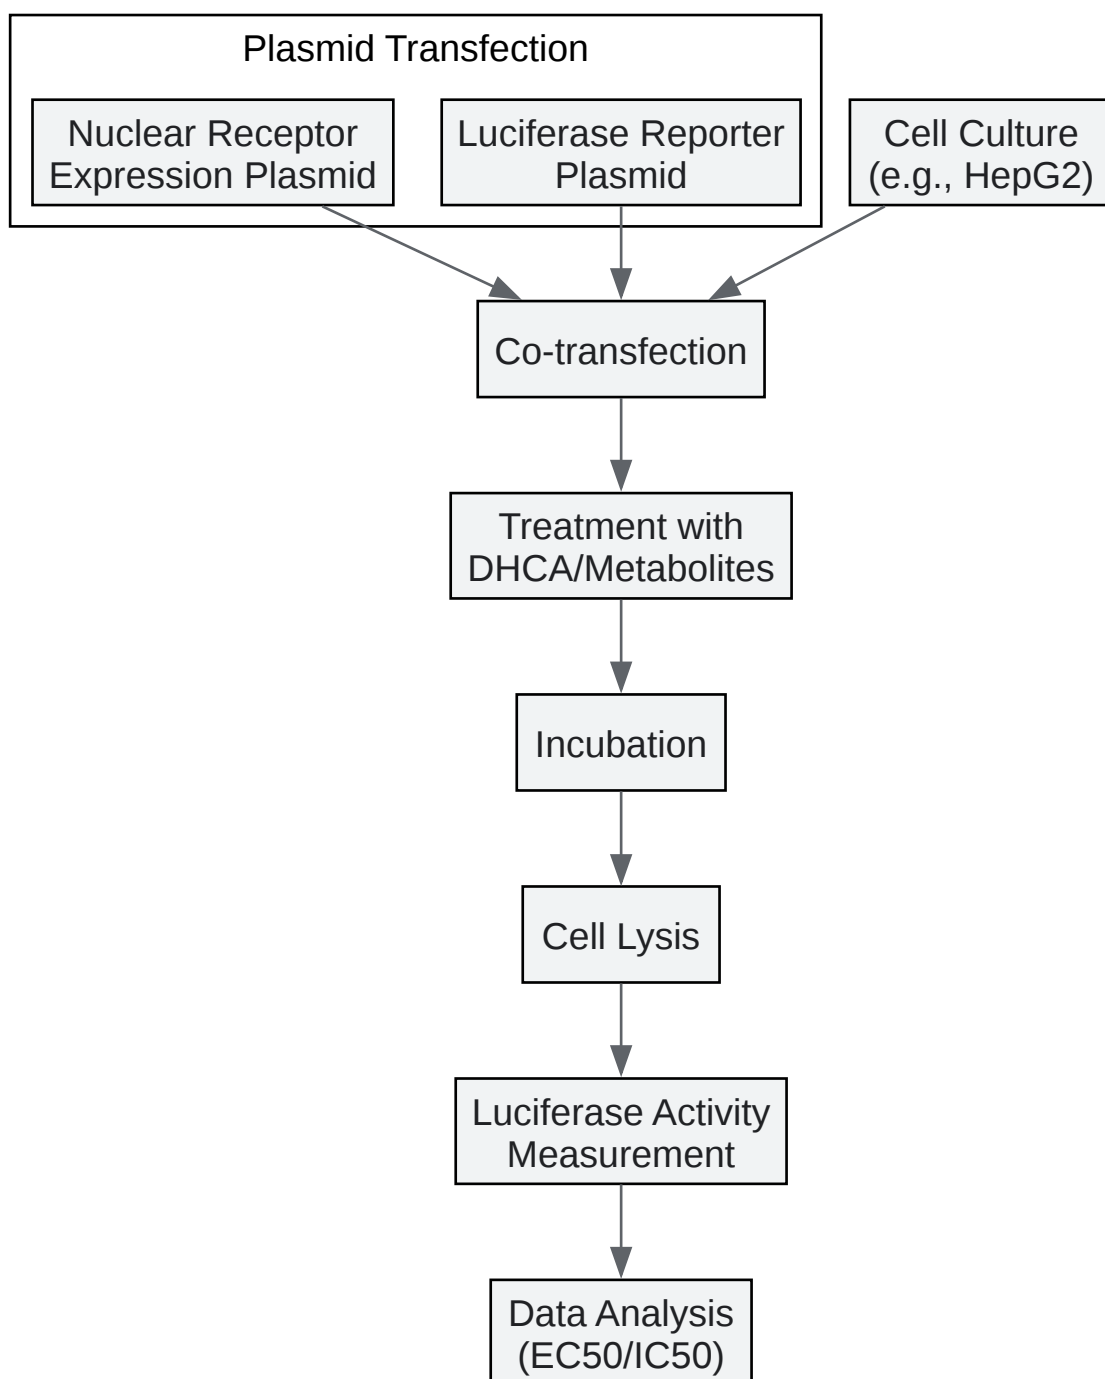 Plasmid Transfection
Nuclear Receptor
Expression Plasmid
Luciferase Reporter
Plasmid
Cell Culture
(e.g., HepG2)
Co-transfection
Treatment with
DHCA/Metabolites
Incubation
Cell Lysis
Luciferase Activity
Measurement
Data Analysis
(EC50/IC50)